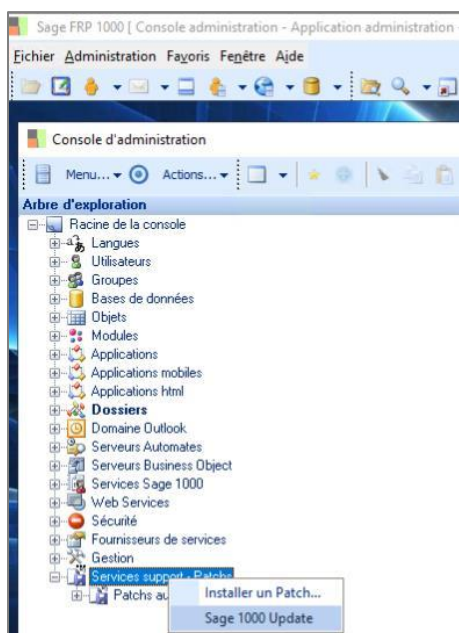 Sage FRP 1000 [ Console administration - Application administration -
Fichier Administration Favoris Fenêtre Aide
Console d'administration
Menu... Actions...
Arbre d'exploration
Racine de la console
Langues
Utilisateurs
Groupes
Bases de données
Objets
Modules
Applications
Applications mobiles
Applications html
Dossiers
Domaine Outlook
Serveurs Automates
Serveurs Business Object
Services Sage 1000
Web Services
Sécurité
Fournisseurs de services
Gestion
Services support - Patchs
Patchs au
Installer un Patch...
Sage 1000 Update